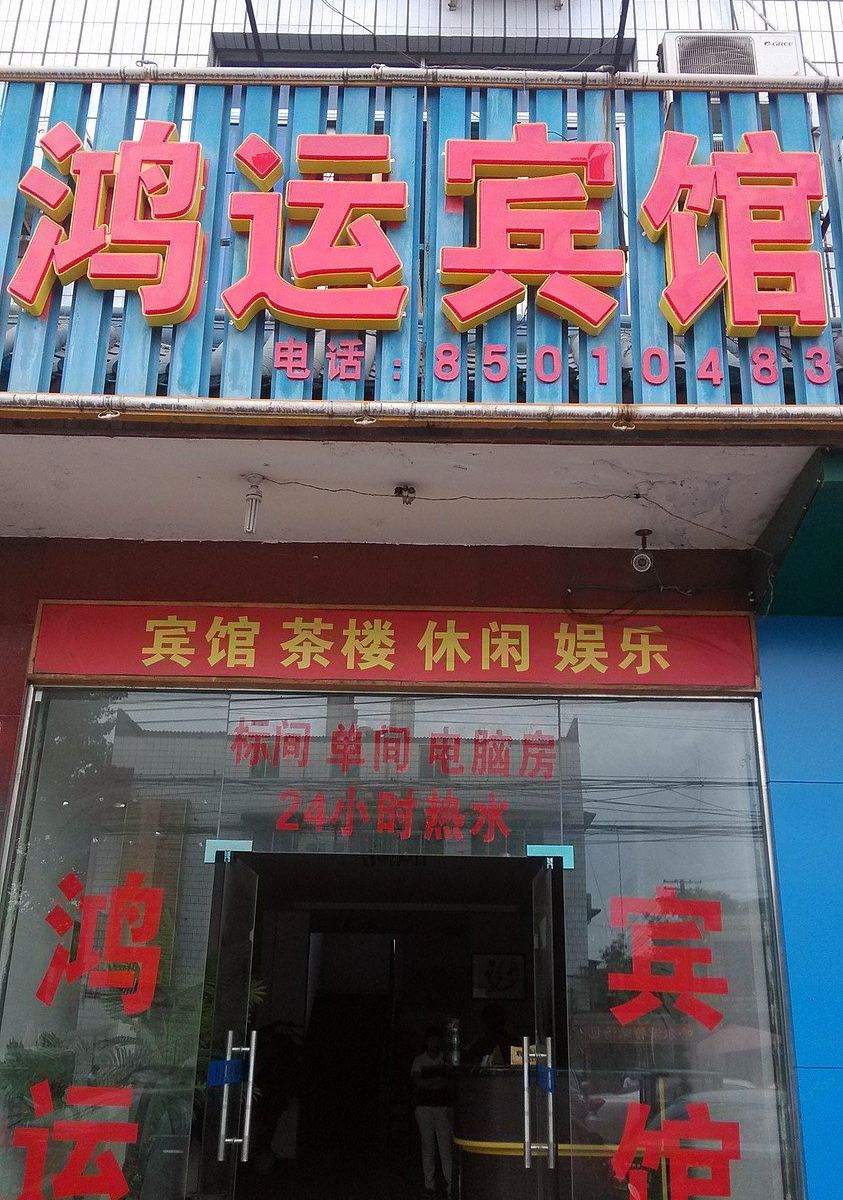 GREE
鸿运宾馆
电话:85010483
宾馆 茶楼 休闲 娱乐
标间 单间 电脑房
24小时热水
鸿运
宾馆